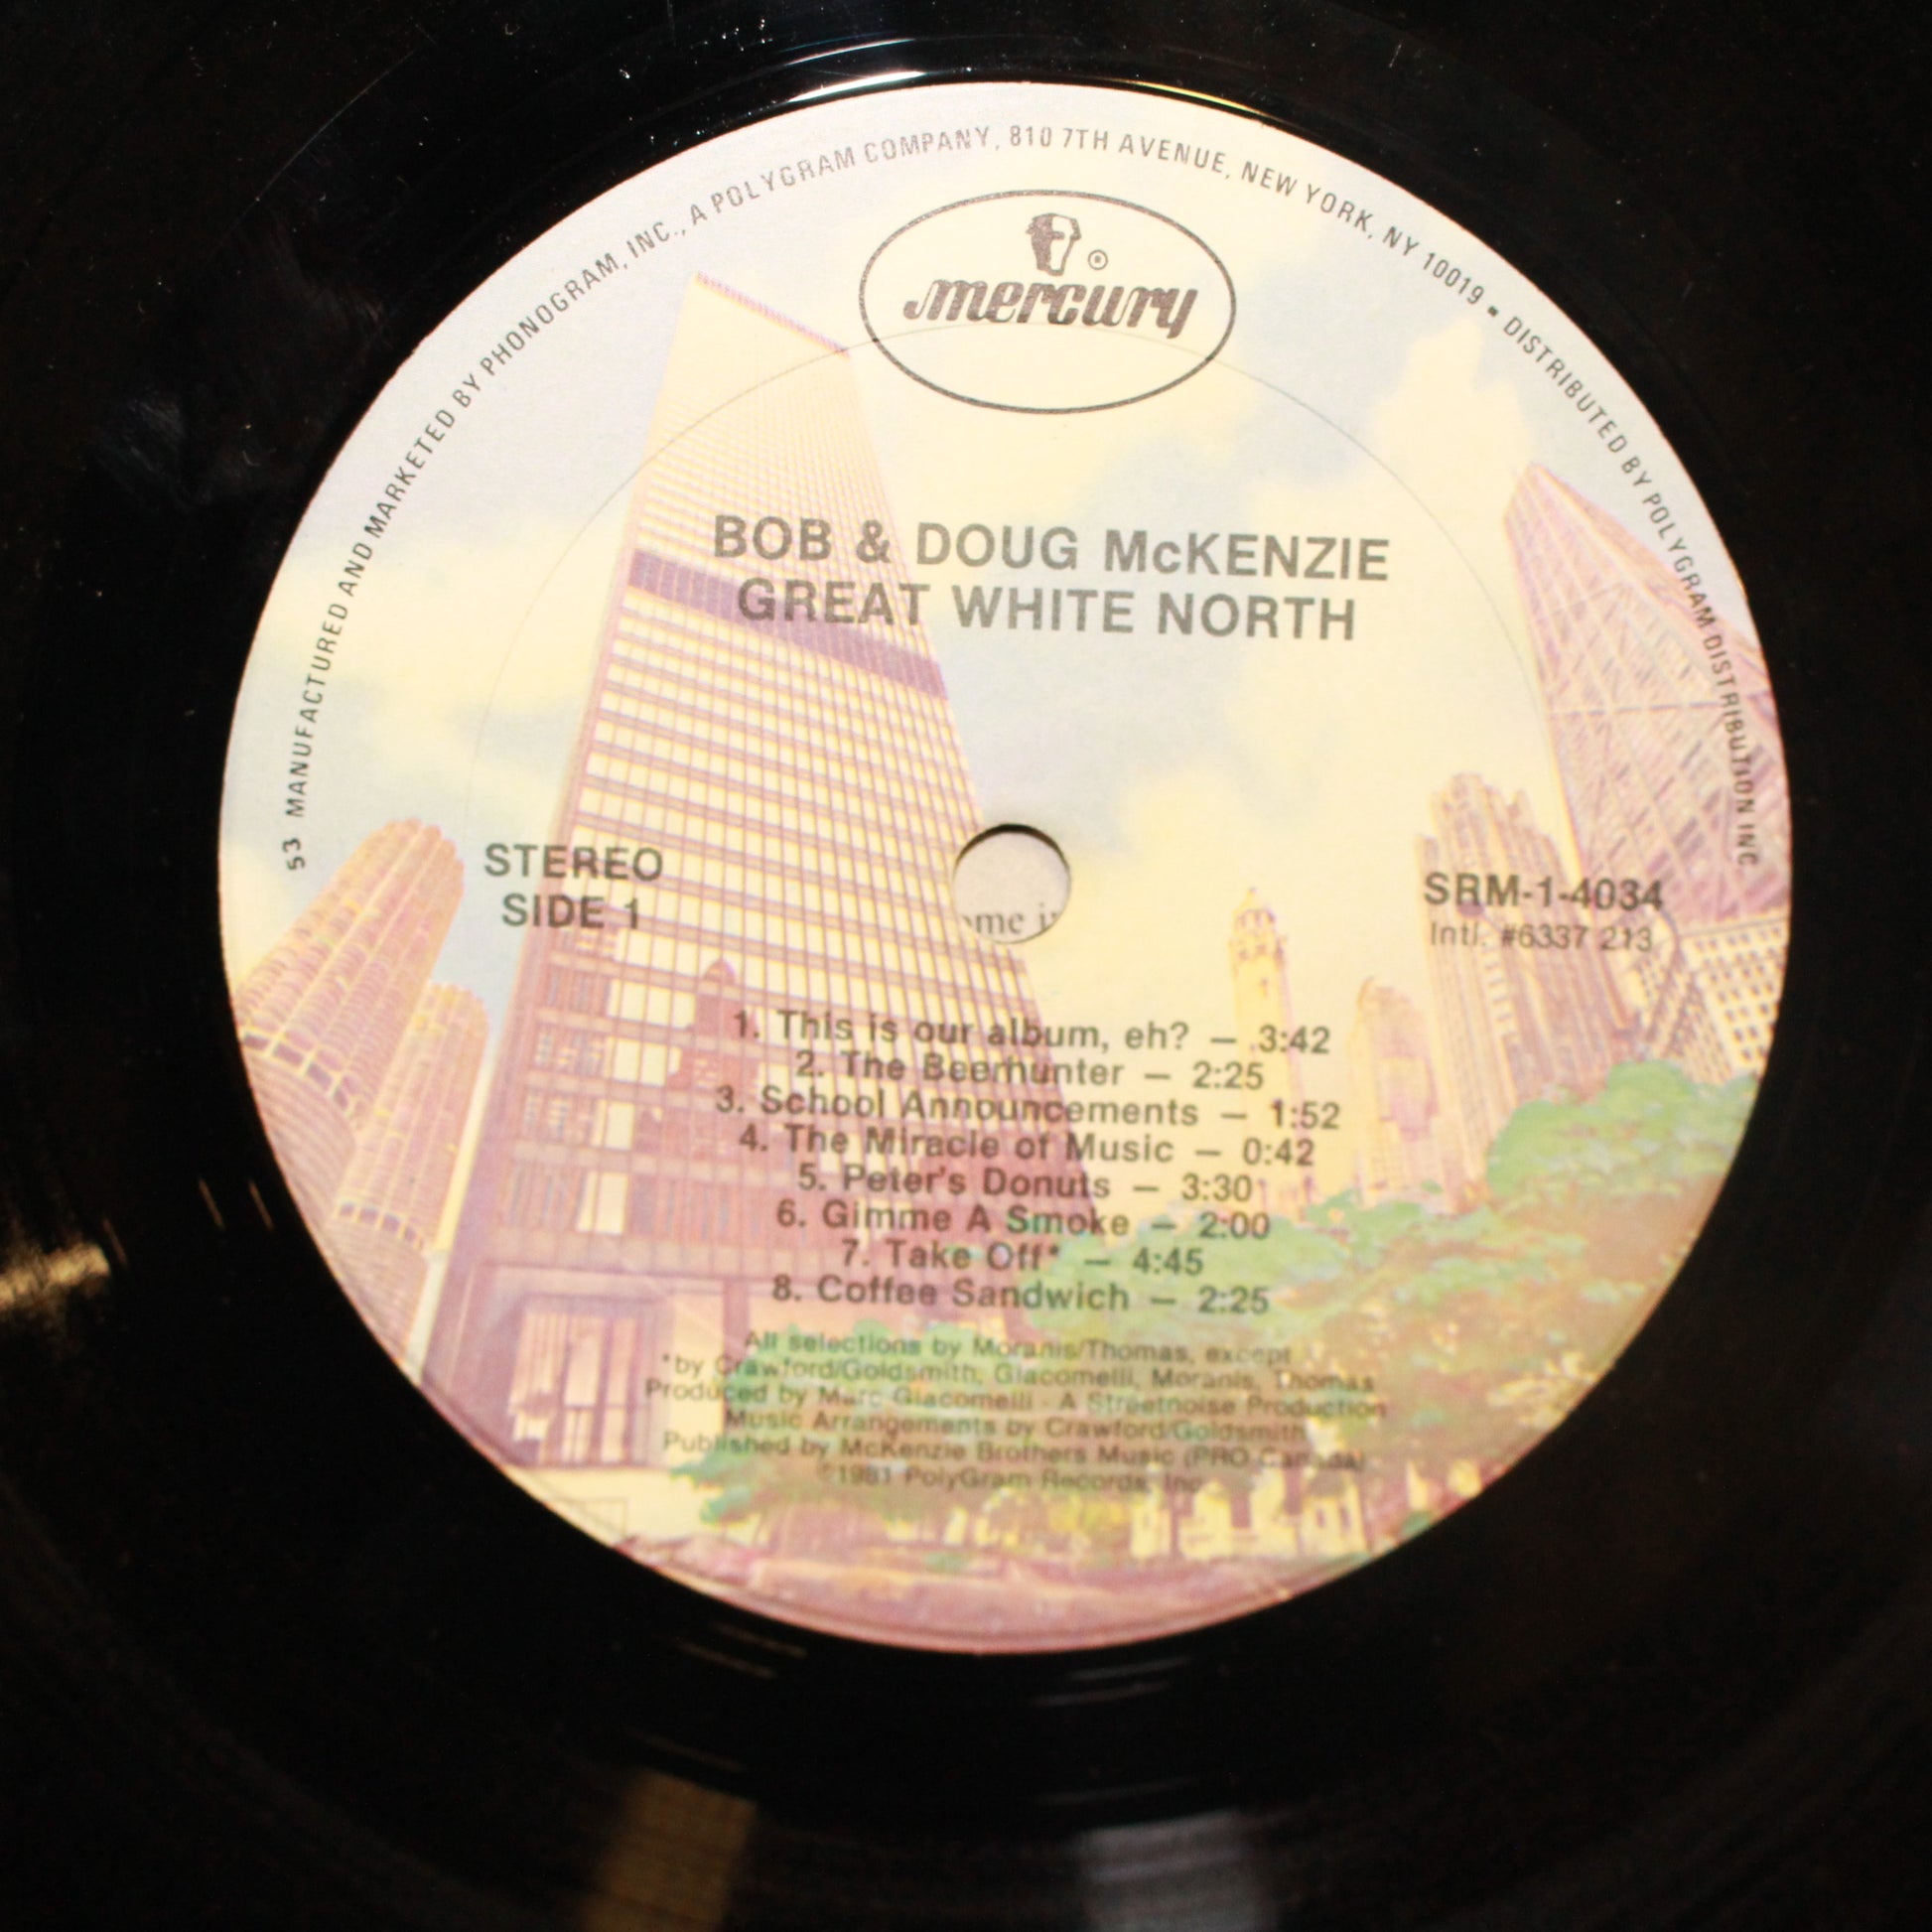 53 MANUFACTURED AND MARKETED BY PHONOGRAM, INC., A POLYGRAM COMPANY, 810 7TH AVENUE, NEW YORK, NY 10019 ▪ DISTRIBUTED BY POLYGRAM DISTRIBUTION INC
mercury ®
BOB & DOUG McKENZIE
GREAT WHITE NORTH
STEREO
SIDE 1
SRM-1-4034
Intl. #6337 213
1. This is our album, eh? — 3:42
2. The Beerhunter — 2:25
3. School Announcements — 1:52
4. The Miracle of Music — 0:42
5. Peter's Donuts — 3:30
6. Gimme A Smoke — 2:00
7. Take Off* — 4:45
8. Coffee Sandwich — 2:25
All selections by Moranis/Thomas, except
*by Crawford/Goldsmith, Giacomelli, Moranis, Thomas
Produced by Marc Giacomelli - A Streetnoise Production
Music Arrangements by Crawford/Goldsmith
Published by McKenzie Brothers Music (PRO Canada)
1981 PolyGram Records, Inc.